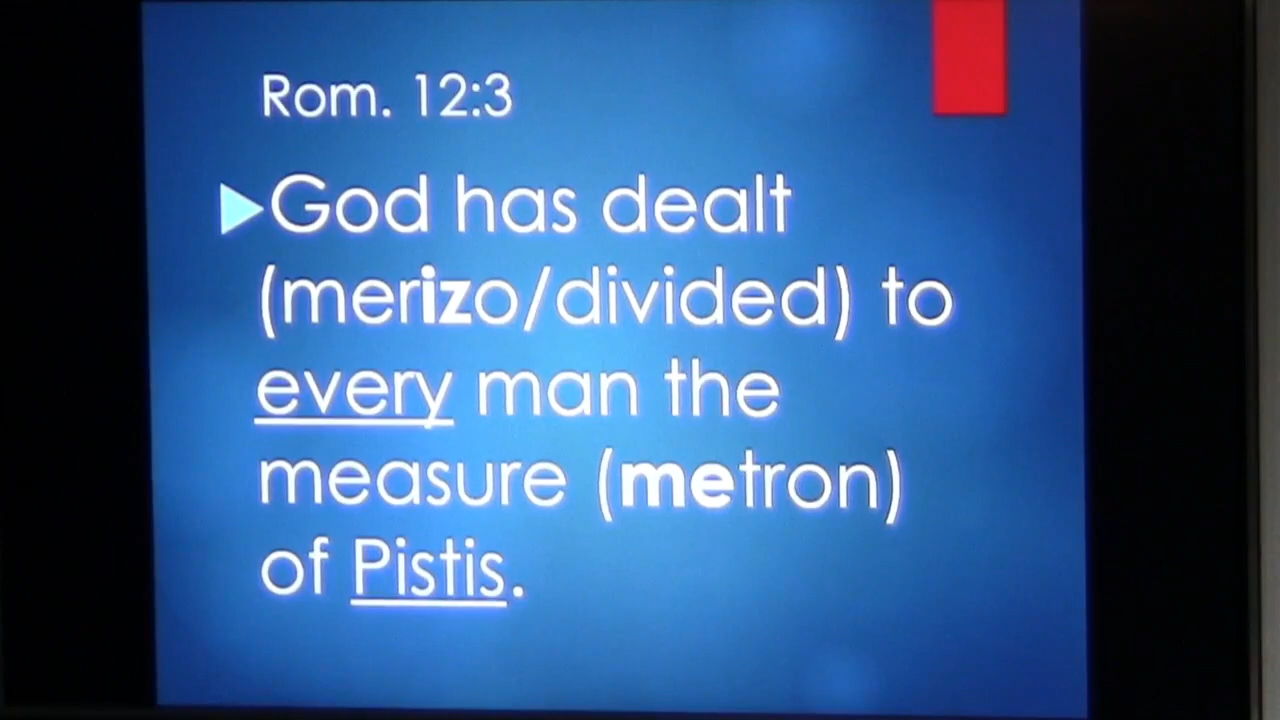 Rom. 12:3
God has dealt
(merizo/divided) to
every man the
measure (metron)
of Pistis.